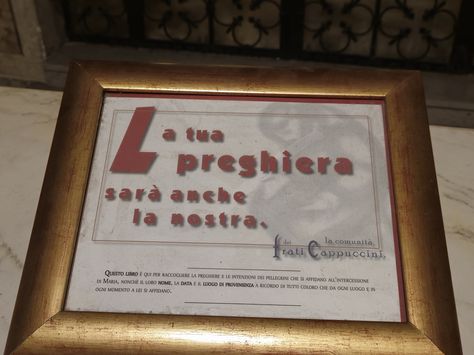 La tua
preghiera
sarà anche
la nostra.
la comunità
dei
frati Cappuccini
QUESTO LIBRO È QUI PER RACCOGLIERE LA PREGHIERE E LE INTENZIONI DEI PELLEGRINI CHE SI AFFIDANO ALL'INTERCESSIONE
DI MARIA, NONCHÉ IL LORO NOME, LA DATA E IL LUOGO DI PROVENIENZA A RICORDO DI TUTTI COLORO CHE DA OGNI LUOGO E IN
OGNI MOMENTO A LEI SI AFFIDANO.